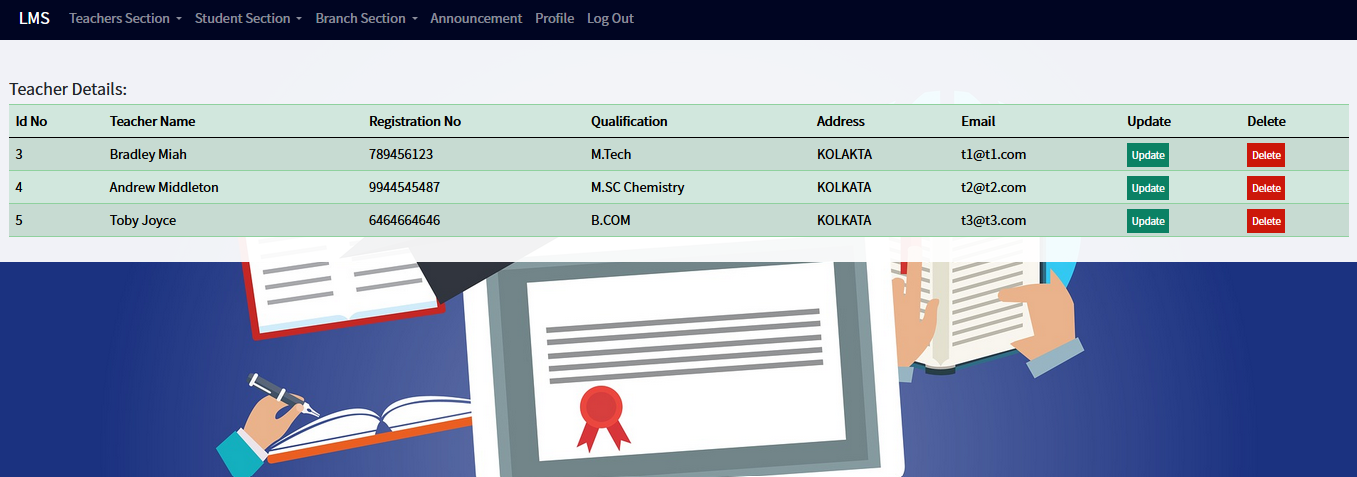 LMS Teachers Section Student Section Branch Section Announcement Profile Log Out
Teacher Details:
Id No Teacher Name Registration No Qualification Address Email Update Delete
3 Bradley Miah 789456123 M.Tech KOLAKTA t1@t1.com Update Delete
4 Andrew Middleton 9944545487 M.SC Chemistry KOLKATA t2@t2.com Update Delete
5 Toby Joyce 6464664646 B.COM KOLKATA t3@t3.com Update Delete